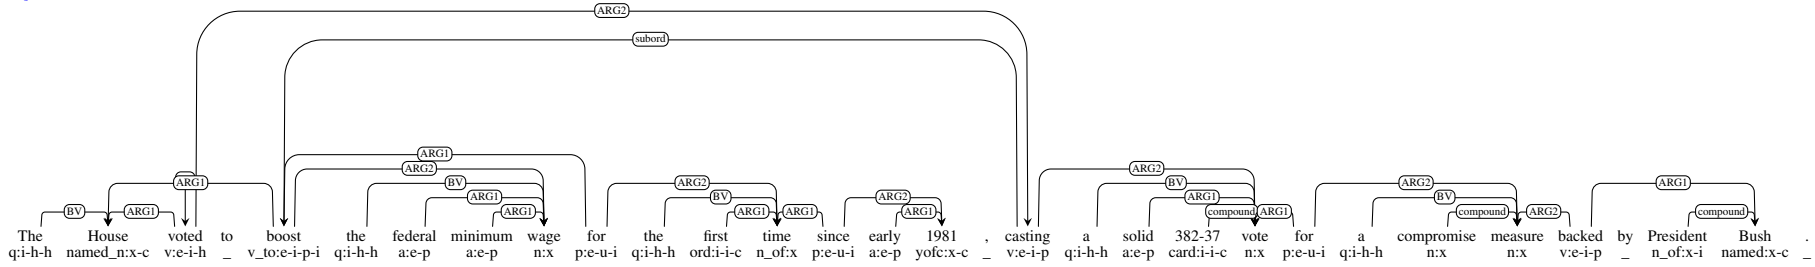 ARG2
subord
ARG1
ARG2
ARG1 BV ARG2 ARG2 BV ARG2 ARG1
ARG1 BV ARG2 ARG1 BV
BV ARG1 ARG1 ARG1 ARG1 ARG1 compound ARG1 compound ARG2 compound
The House voted to boost the federal minimum wage for the first time since early 1981 , casting a solid 382-37 vote for a compromise measure backed by President Bush .
q:i-h-h named_n:x-c v:e-i-h _ v_to:e-i-p-i q:i-h-h a:e-p a:e-p n:x p:e-u-i q:i-h-h ord:i-i-c n_of:x p:e-u-i a:e-p yofc:x-c _ v:e-i-p q:i-h-h a:e-p card:i-i-c n:x p:e-u-i q:i-h-h n:x n:x v:e-i-p _ n_of:x-i named:x-c _